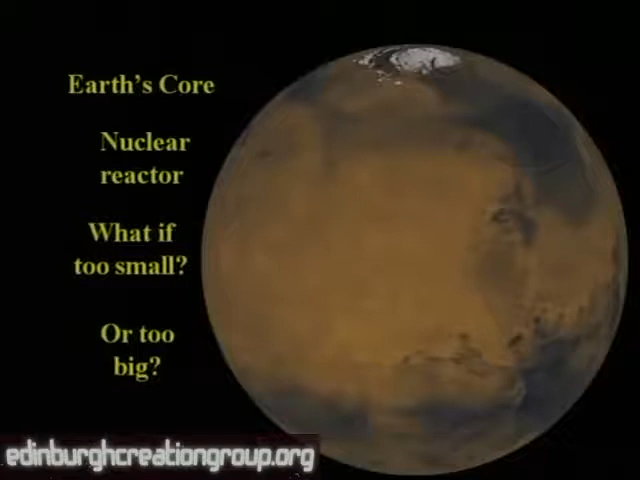 Earth's Core
Nuclear
reactor
What if
too small?
Or too
big?
edinburghcreationgroup.org